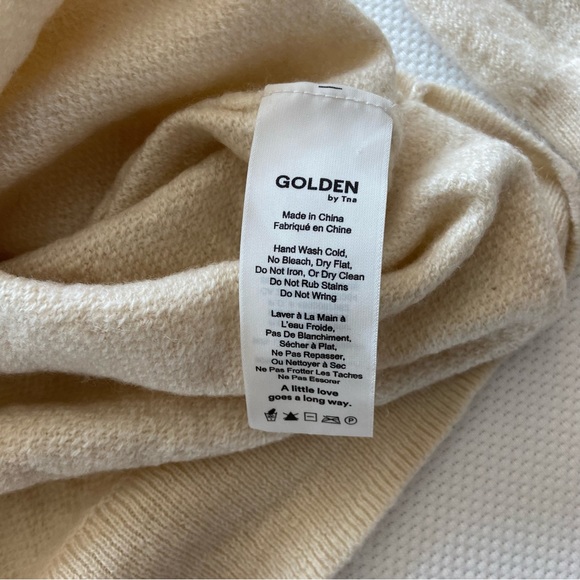 GOLDEN
by Tna
Made in China
Fabriqué en Chine
Hand Wash Cold,
No Bleach, Dry Flat,
Do Not Iron, Or Dry Clean
Do Not Rub Stains
Do Not Wring
Laver à La Main à
L'eau Froide,
Pas De Blanchiment,
Sécher à Plat,
Ne Pas Repasser,
Ou Nettoyer à Sec
Ne Pas Frotter Les Taches
Ne Pas Essorer
A little love
goes a long way.
P